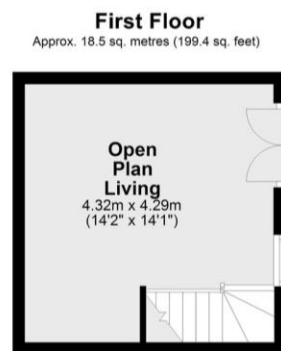 First Floor
Approx. 18.5 sq. metres (199.4 sq. feet)
Open
Plan
Living
4.32m x 4.29m
(14'2" x 14'1")